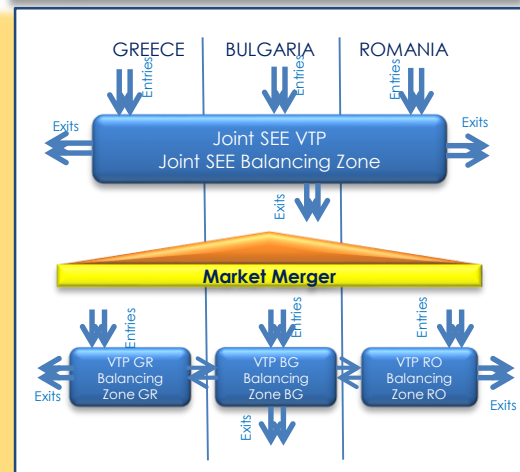 GREECE BULGARIA ROMANIA
Entries Entries Entries
Exits Exits
Joint SEE VTP
Joint SEE Balancing Zone
Exits
Market Merger
Entries Entries Entries
VTP GR VTP BG VTP RO
Balancing Balancing Balancing
Zone GR Zone BG Zone RO
Exits Exits Exits